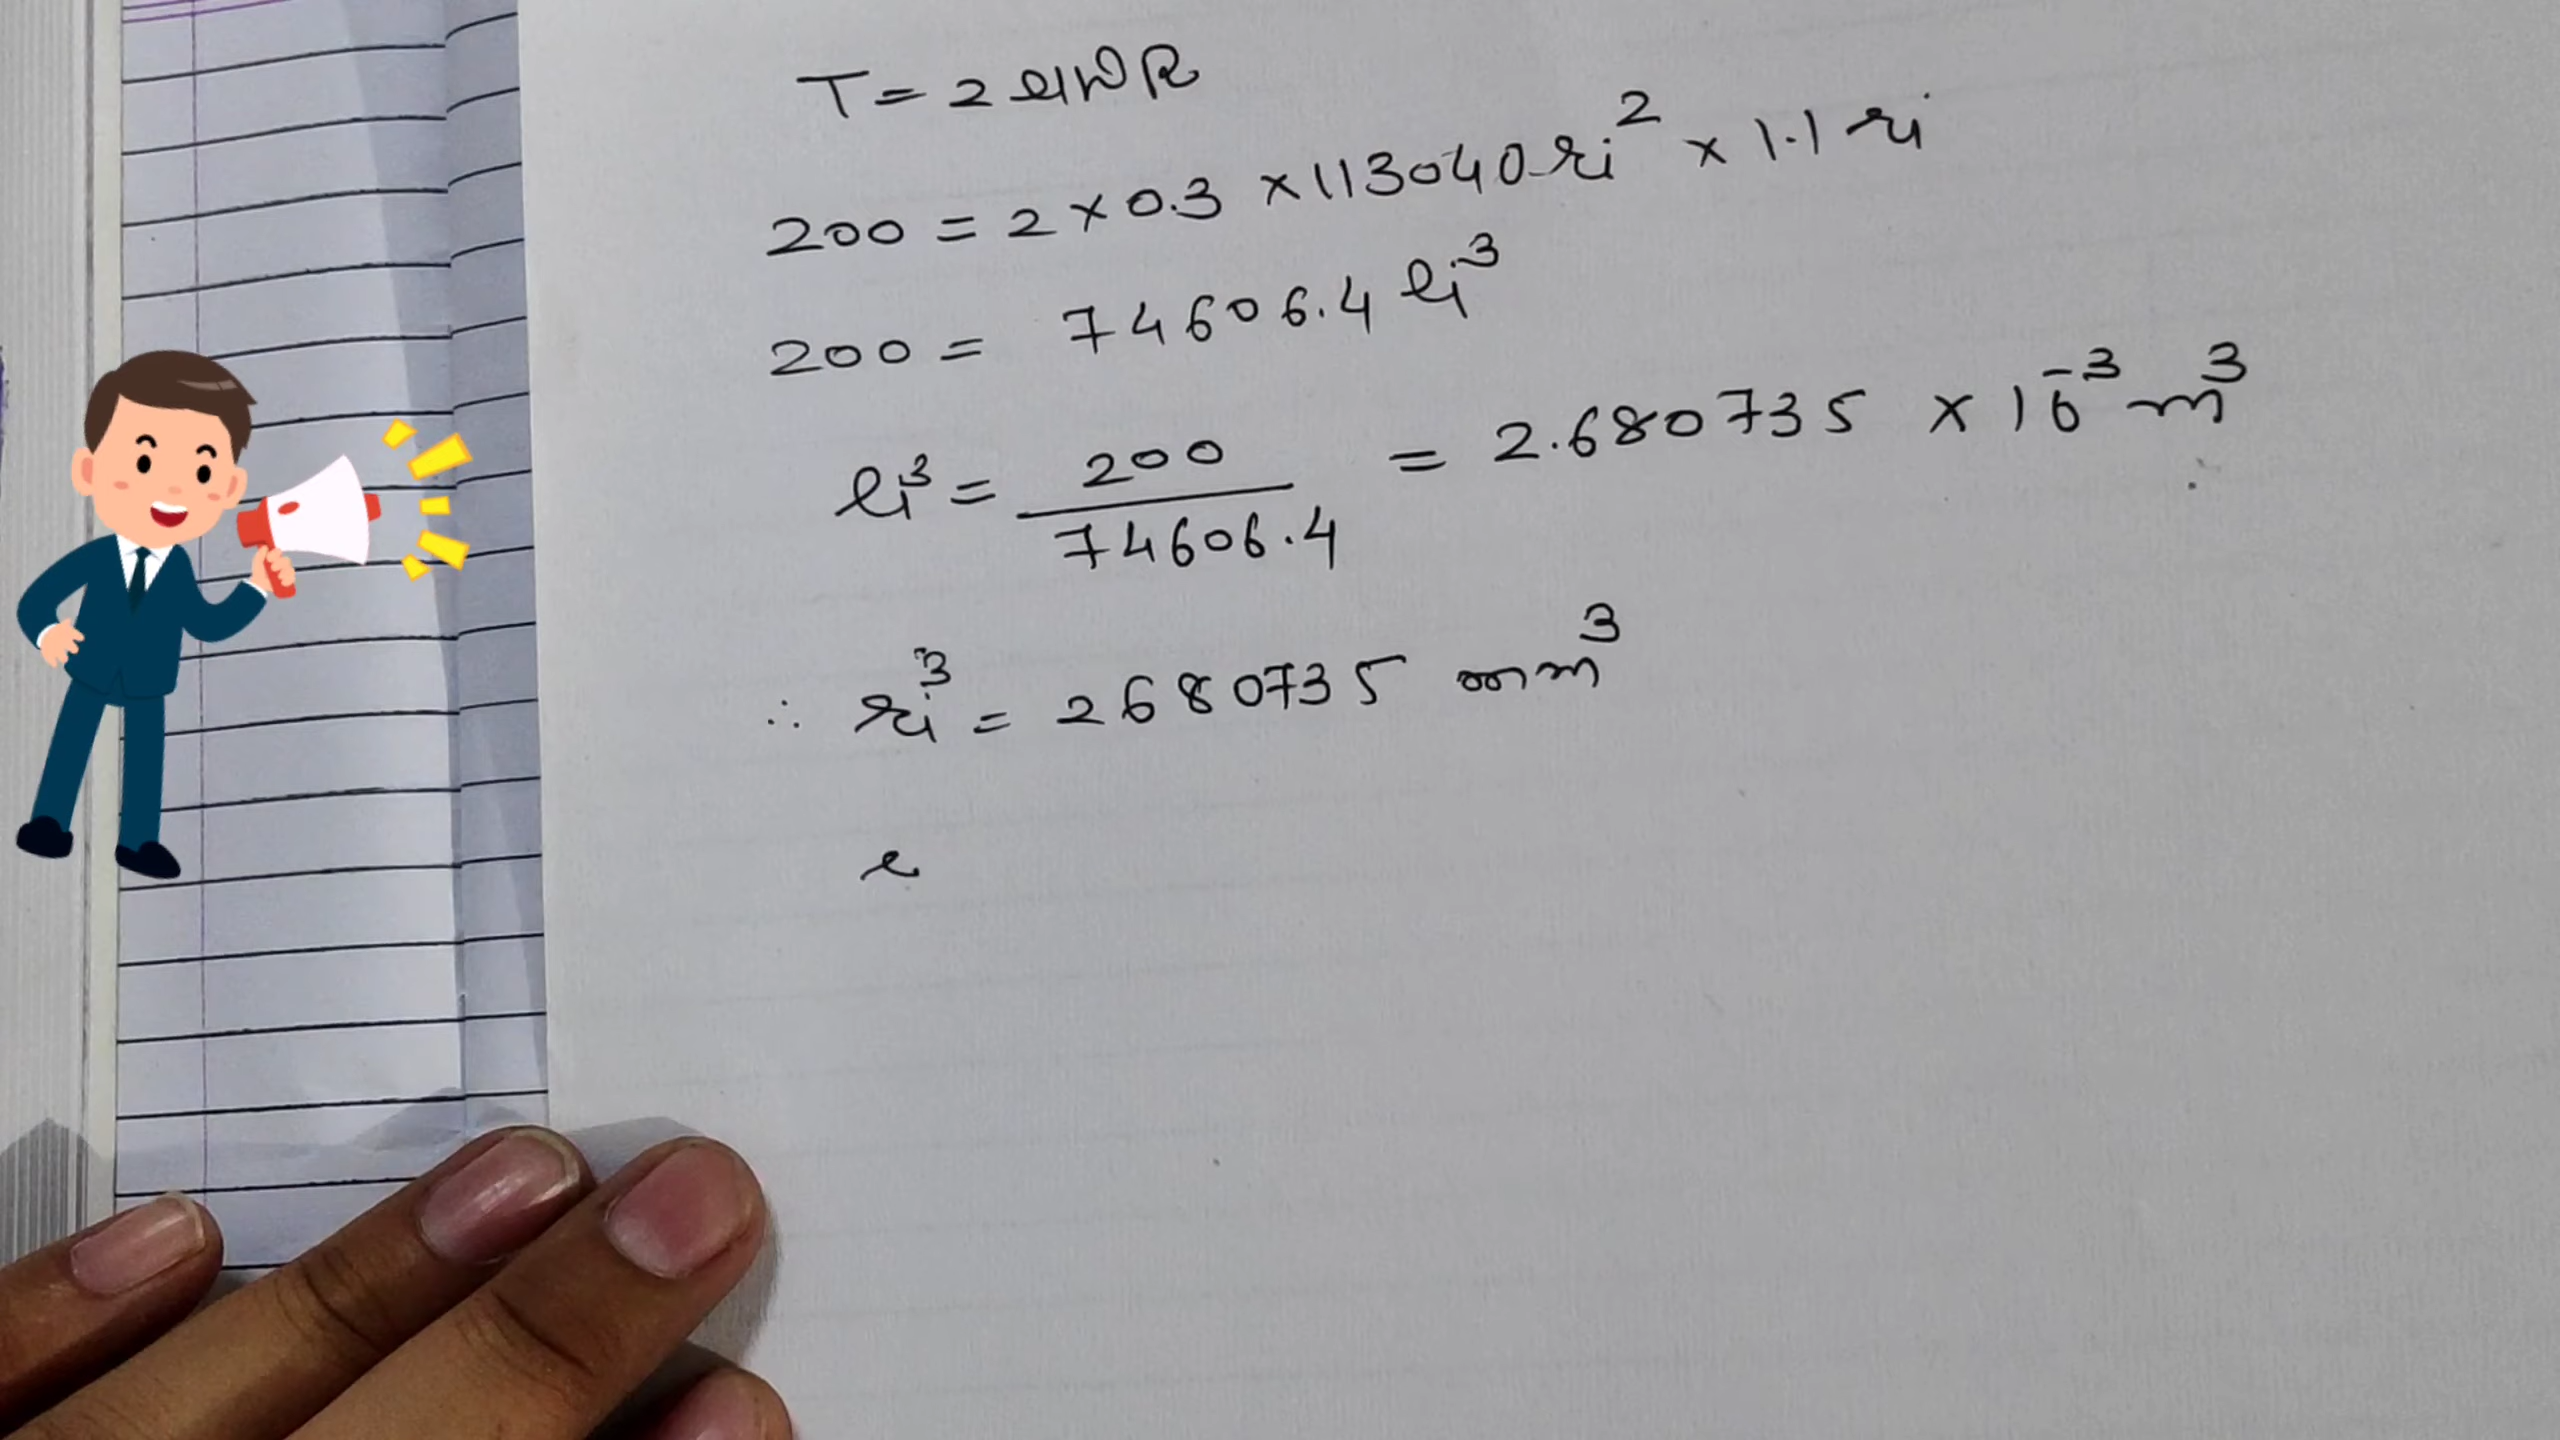 T = 2 μWR
200 = 2 × 0.3 × 113040 ri² × 1.1 ri
200 = 74606.4 ri³
ri³ = 200 / 74606.4 = 2.680735 × 10⁻³ m³
∴ ri³ = 2680735 mm³
r